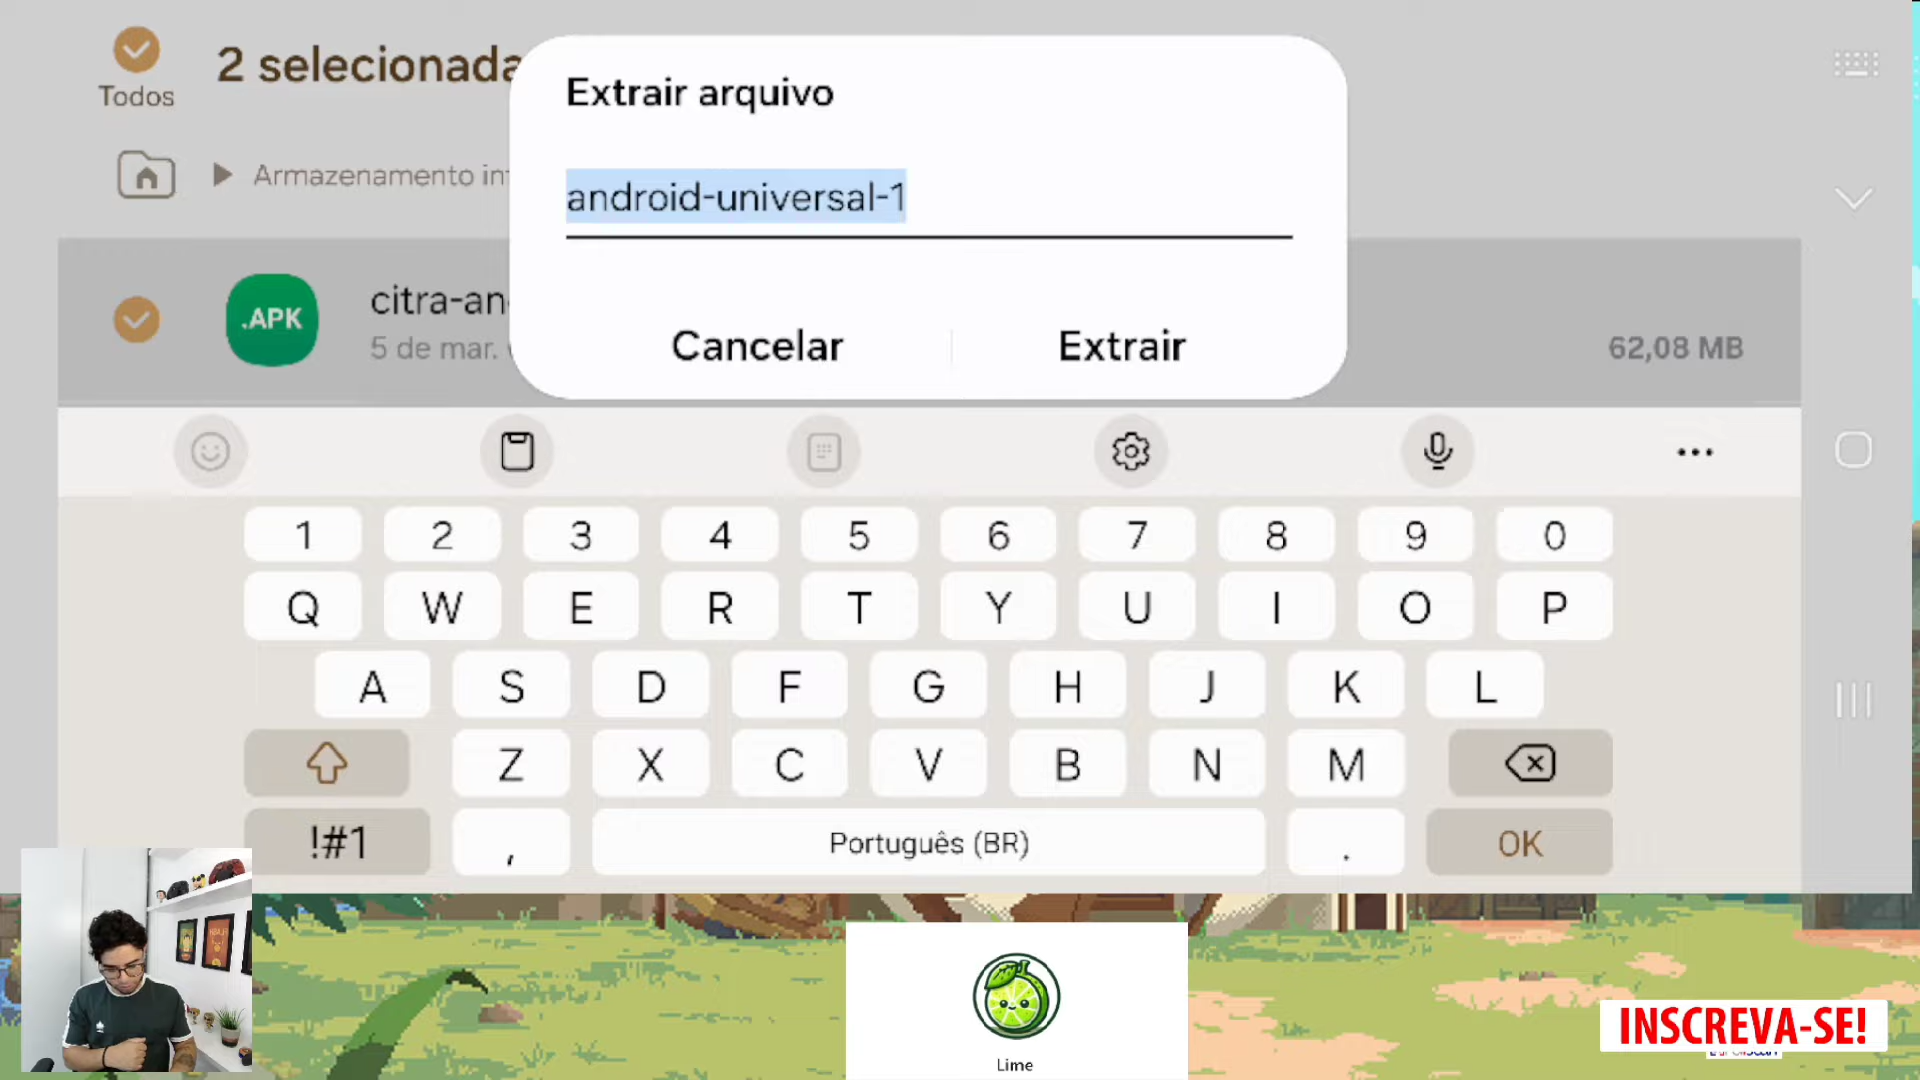 Todos
2 selecionada
Extrair arquivo
Armazenamento in
android-universal-1
.APK
citra-an
5 de mar.
62,08 MB
Cancelar
Extrair
1 2 3 4 5 6 7 8 9 0
Q W E R T Y U I O P
A S D F G H J K L
Z X C V B N M
!#1 , Português (BR) . OK
Lime
INSCREVA-SE!